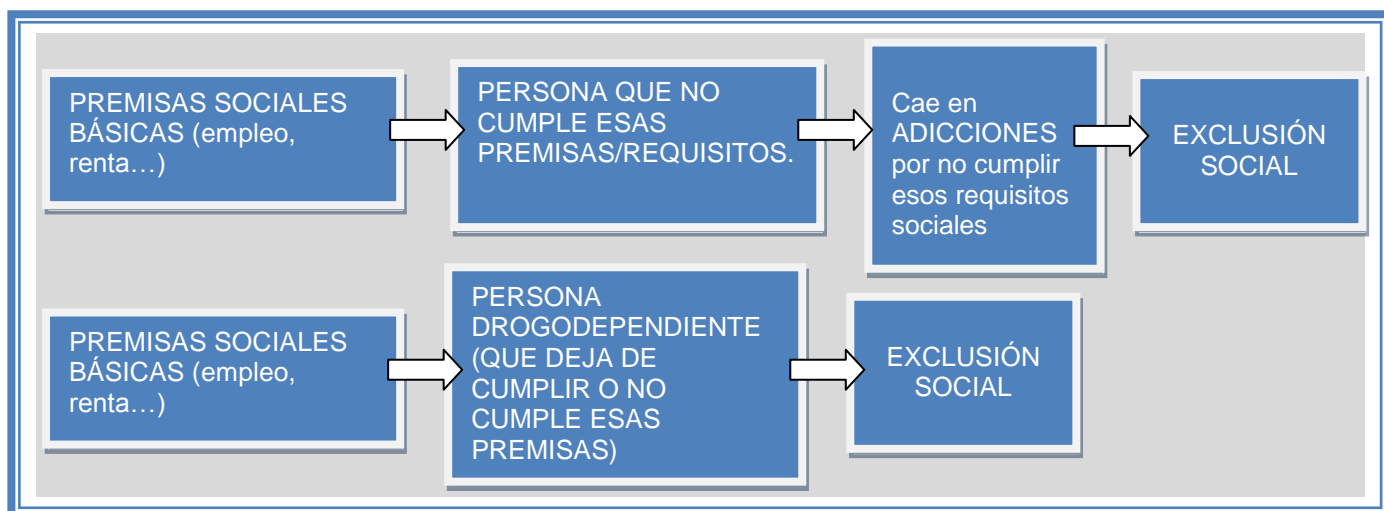 PREMISAS SOCIALES
BÁSICAS (empleo,
renta…)
PERSONA QUE NO
CUMPLE ESAS
PREMISAS/REQUISITOS.
Cae en
ADICCIONES
por no cumplir
esos requisitos
sociales
EXCLUSIÓN
SOCIAL
PREMISAS SOCIALES
BÁSICAS (empleo,
renta…)
PERSONA
DROGODEPENDIENTE
(QUE DEJA DE
CUMPLIR O NO
CUMPLE ESAS
PREMISAS)
EXCLUSIÓN
SOCIAL